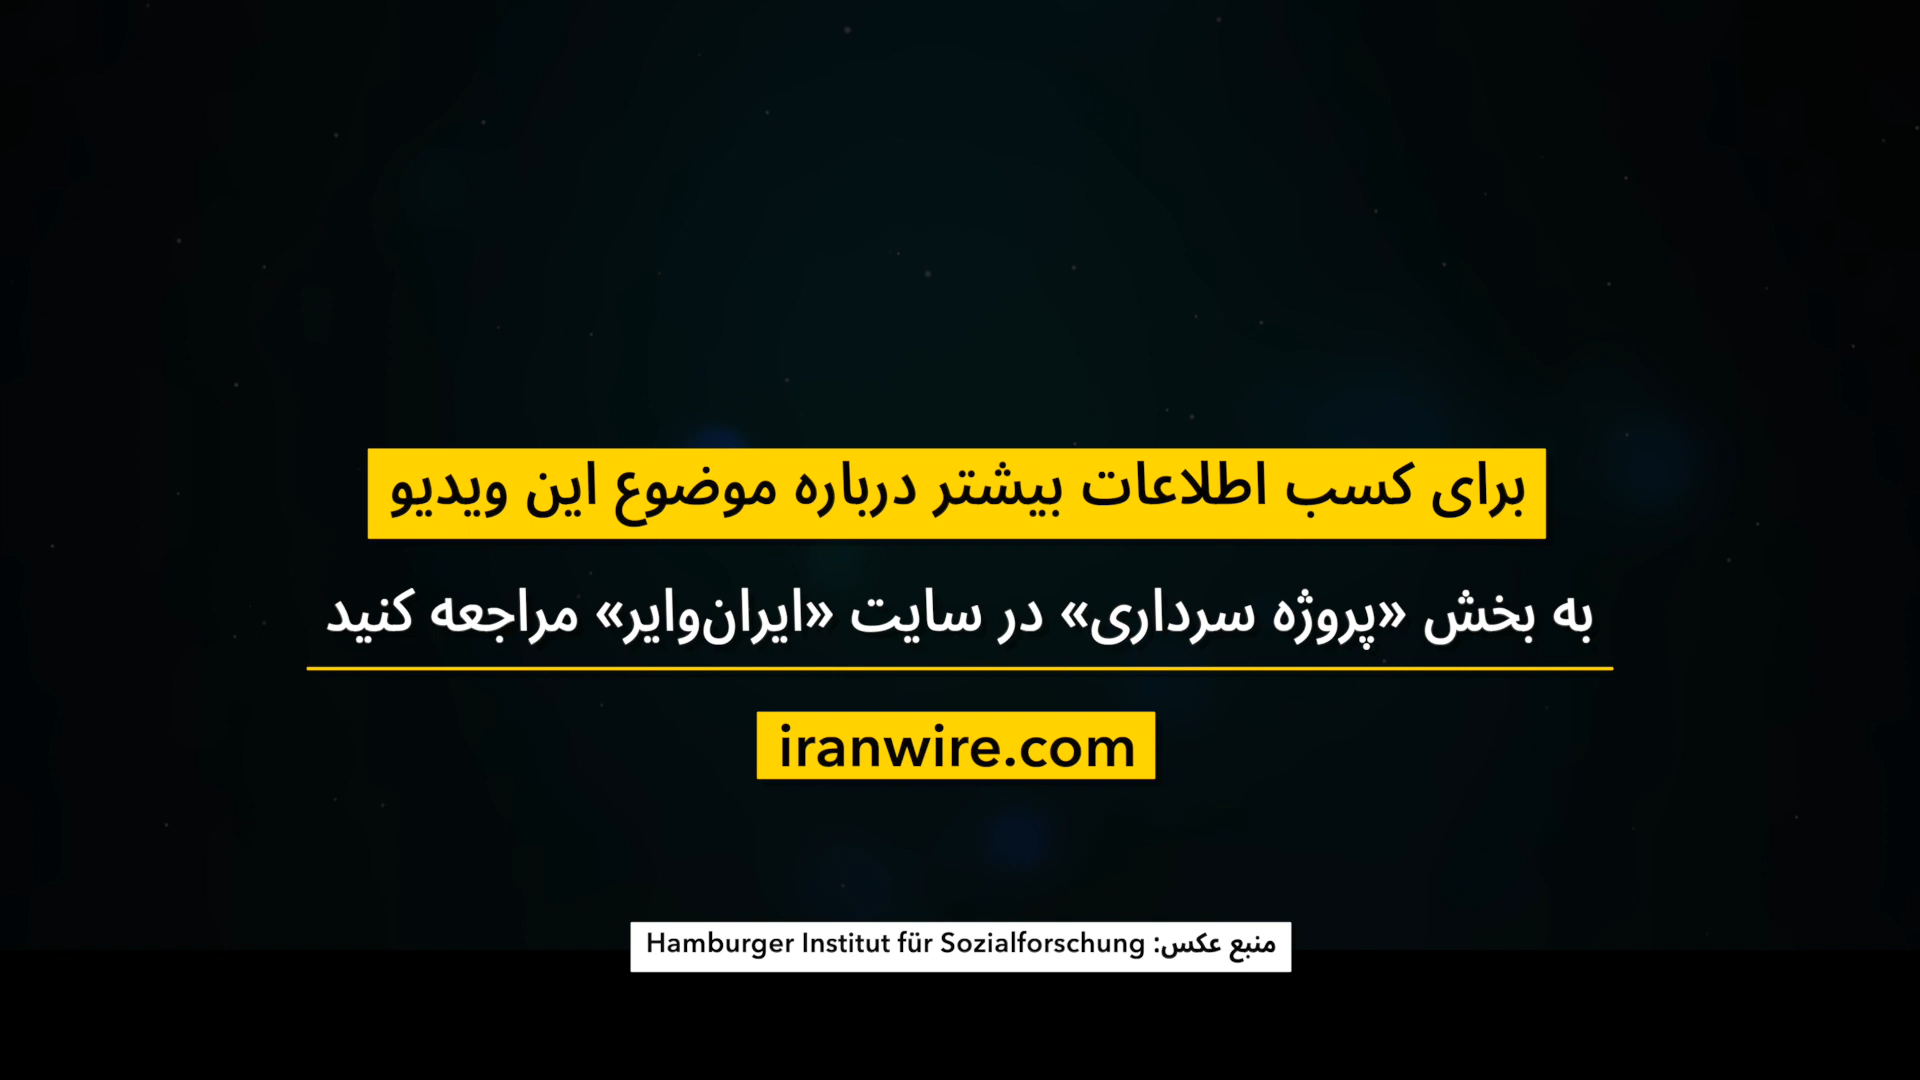 برای کسب اطلاعات بیشتر درباره موضوع این ویدیو
به بخش «پروژه سرداری» در سایت «ایران‌وایر» مراجعه کنید
iranwire.com
منبع عکس: Hamburger Institut für Sozialforschung